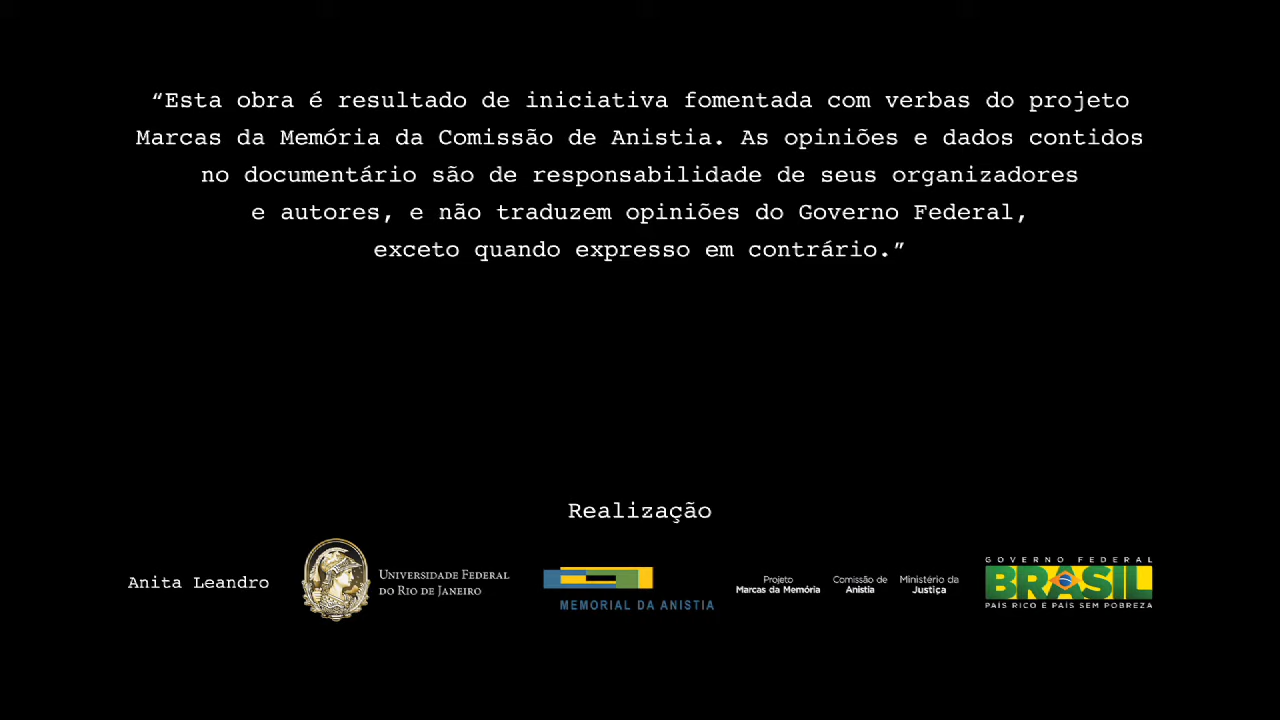 “Esta obra é resultado de iniciativa fomentada com verbas do projeto
Marcas da Memória da Comissão de Anistia. As opiniões e dados contidos
no documentário são de responsabilidade de seus organizadores
e autores, e não traduzem opiniões do Governo Federal,
exceto quando expresso em contrário.”
Realização
Anita Leandro
UNIVERSIDADE FEDERAL
DO RIO DE JANEIRO
MEMORIAL DA ANISTIA
Projeto
Marcas da Memória
Comissão de
Anistia
Ministério da
Justiça
GOVERNO FEDERAL
BRASIL
PAÍS RICO É PAÍS SEM POBREZA